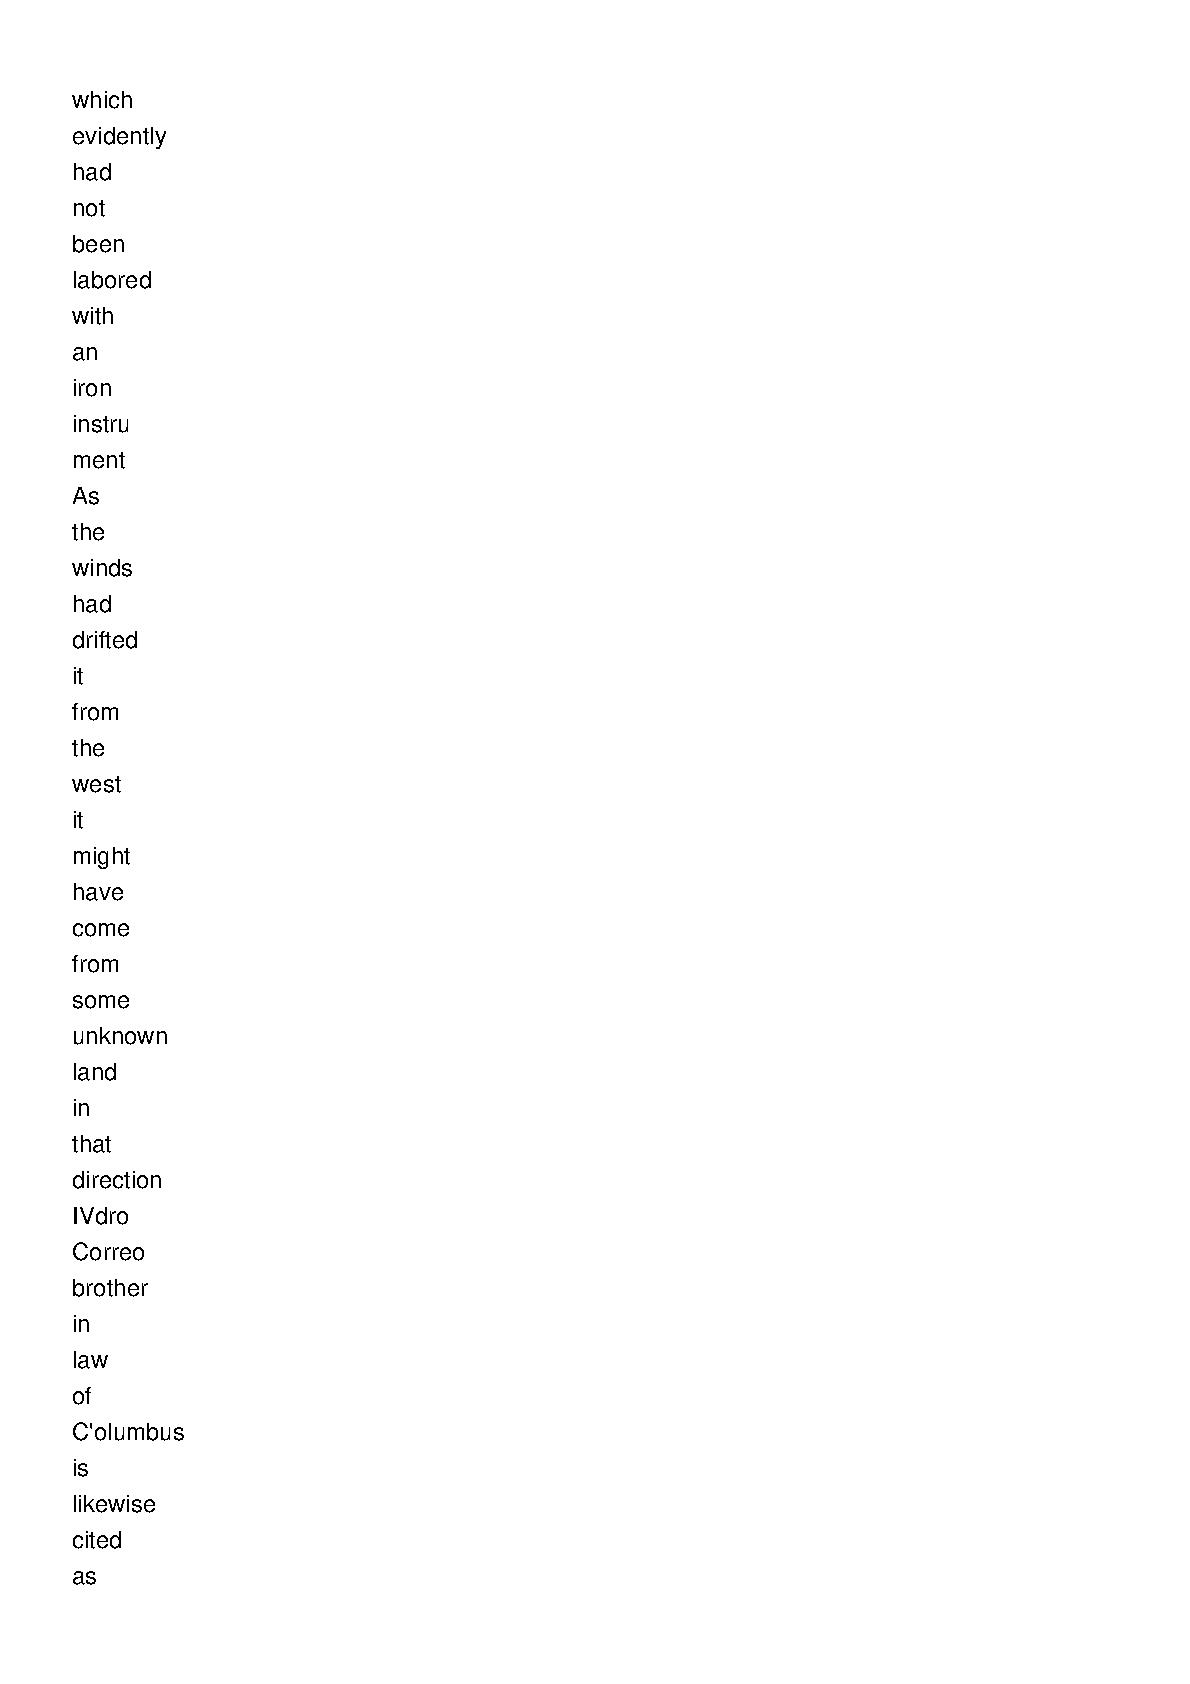 which
evidently
had
not
been
labored
with
an
iron
instru
ment
As
the
winds
had
drifted
it
from
the
west
it
might
have
come
from
some
unknown
land
in
that
direction
IVdro
Correo
brother
in
law
of
C'olumbus
is
likewise
cited
as